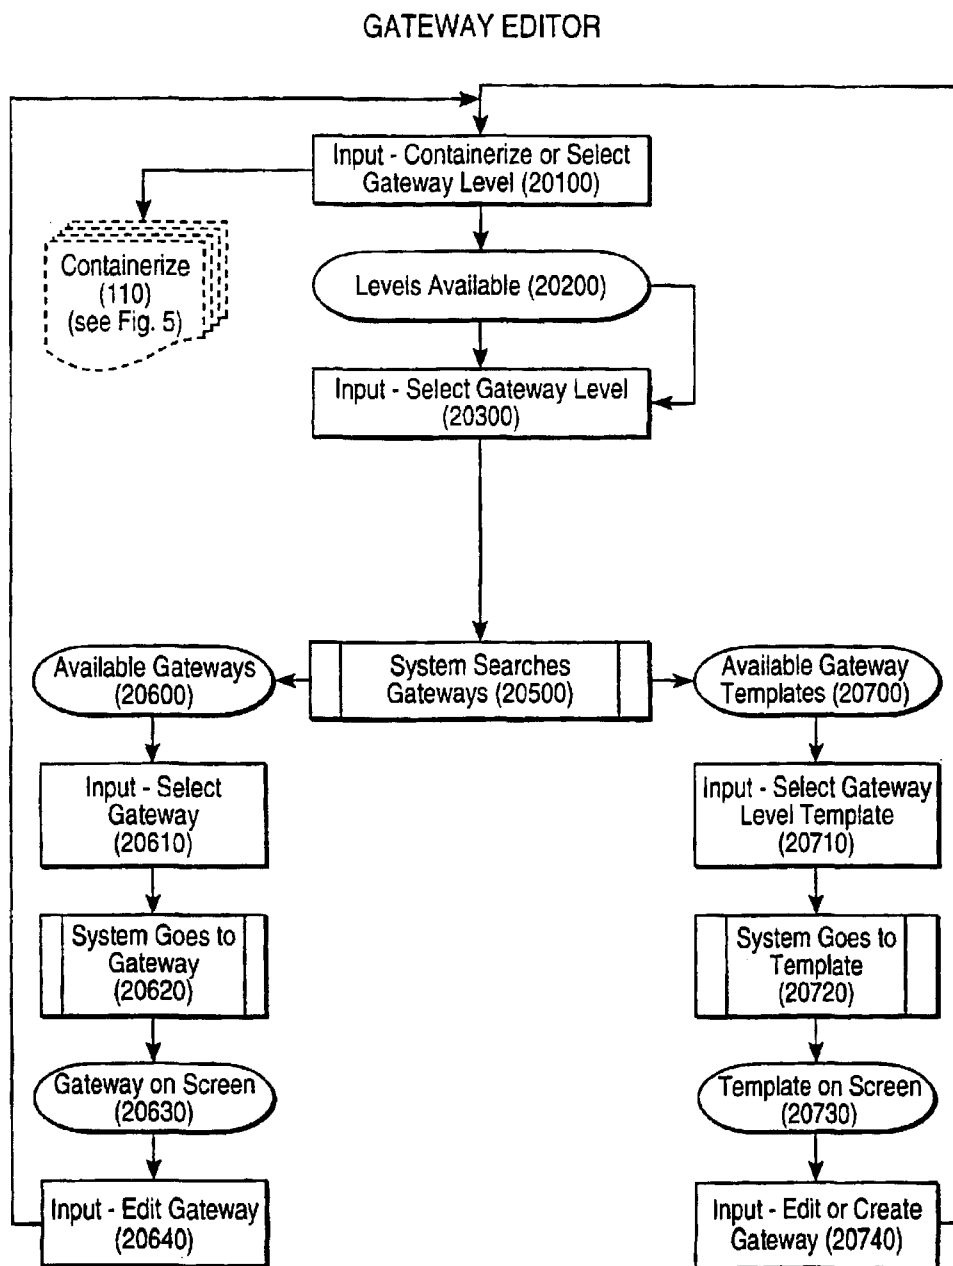 GATEWAY EDITOR
Input - Containerize or Select
Gateway Level (20100)
Containerize
(110)
(see Fig. 5)
Levels Available (20200)
Input - Select Gateway Level
(20300)
Available Gateways
(20600)
System Searches
Gateways (20500)
Available Gateway
Templates (20700)
Input - Select
Gateway
(20610)
Input - Select Gateway
Level Template
(20710)
System Goes to
Gateway
(20620)
System Goes to
Template
(20720)
Gateway on Screen
(20630)
Template on Screen
(20730)
Input - Edit Gateway
(20640)
Input - Edit or Create
Gateway (20740)